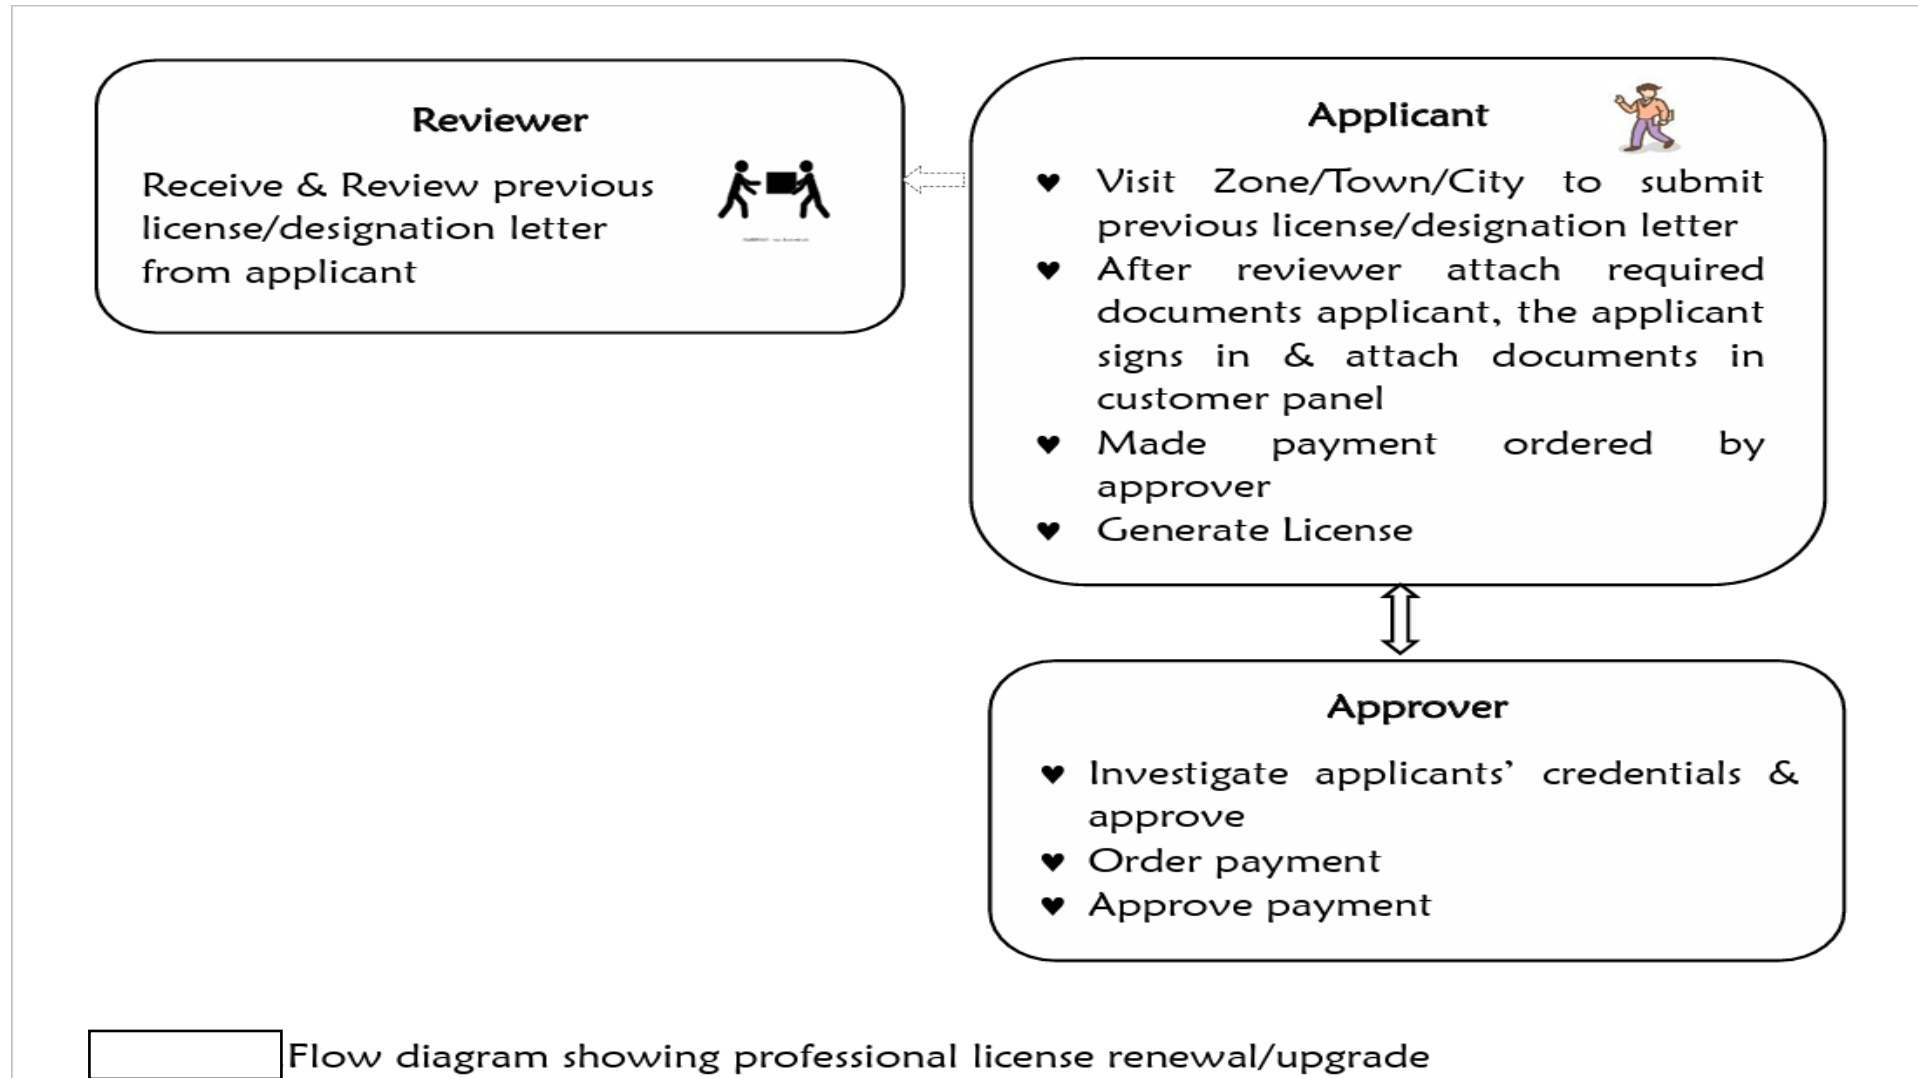 Reviewer
Receive & Review previous
license/designation letter
from applicant
Applicant
♥ Visit Zone/Town/City to submit
previous license/designation letter
♥ After reviewer attach required
documents applicant, the applicant
signs in & attach documents in
customer panel
♥ Made payment ordered by
approver
♥ Generate License
Approver
♥ Investigate applicants’ credentials &
approve
♥ Order payment
♥ Approve payment
Flow diagram showing professional license renewal/upgrade